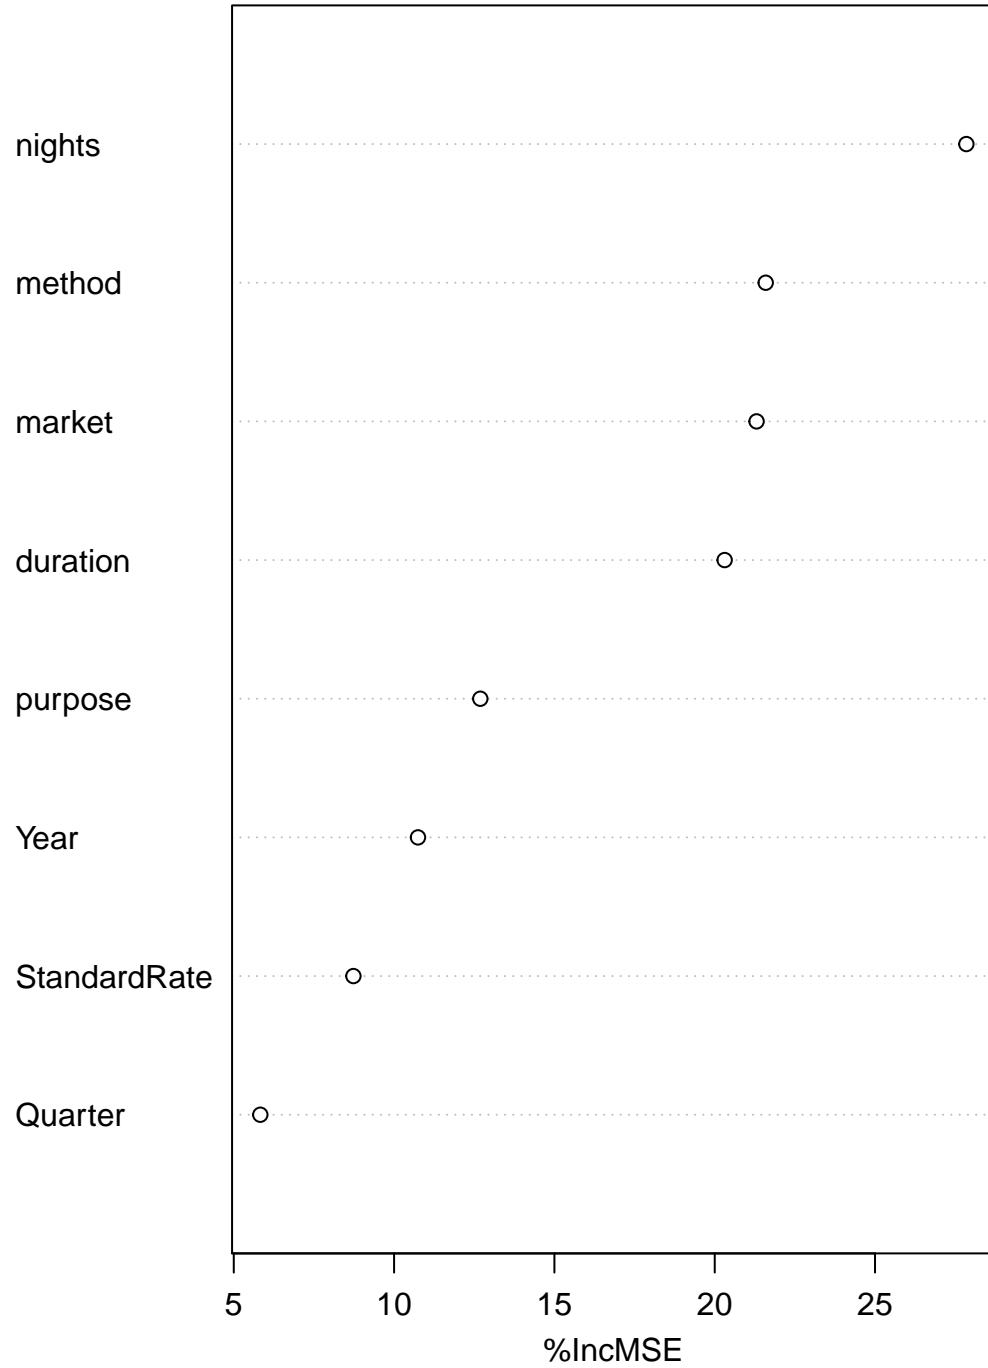 nights
method
market
duration
purpose
Year
StandardRate
Quarter
5 10 15 20 25
%IncMSE